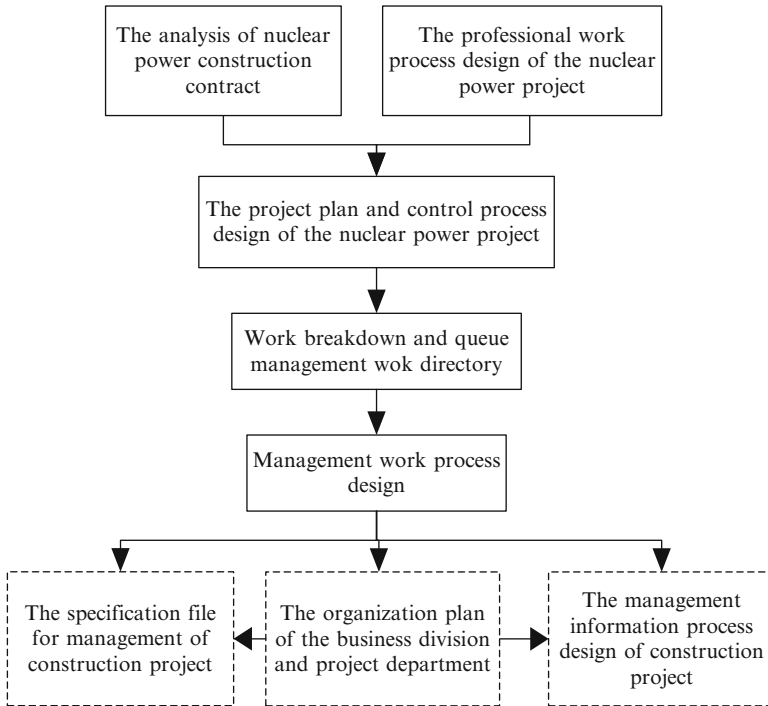 The analysis of nuclear
power construction
contract
The professional work
process design of the nuclear
power project
The project plan and control process
design of the nuclear power project
Work breakdown and queue
management wok directory
Management work process
design
The specification file
for management of
construction project
The organization plan
of the business division
and project department
The management
information process
design of construction
project